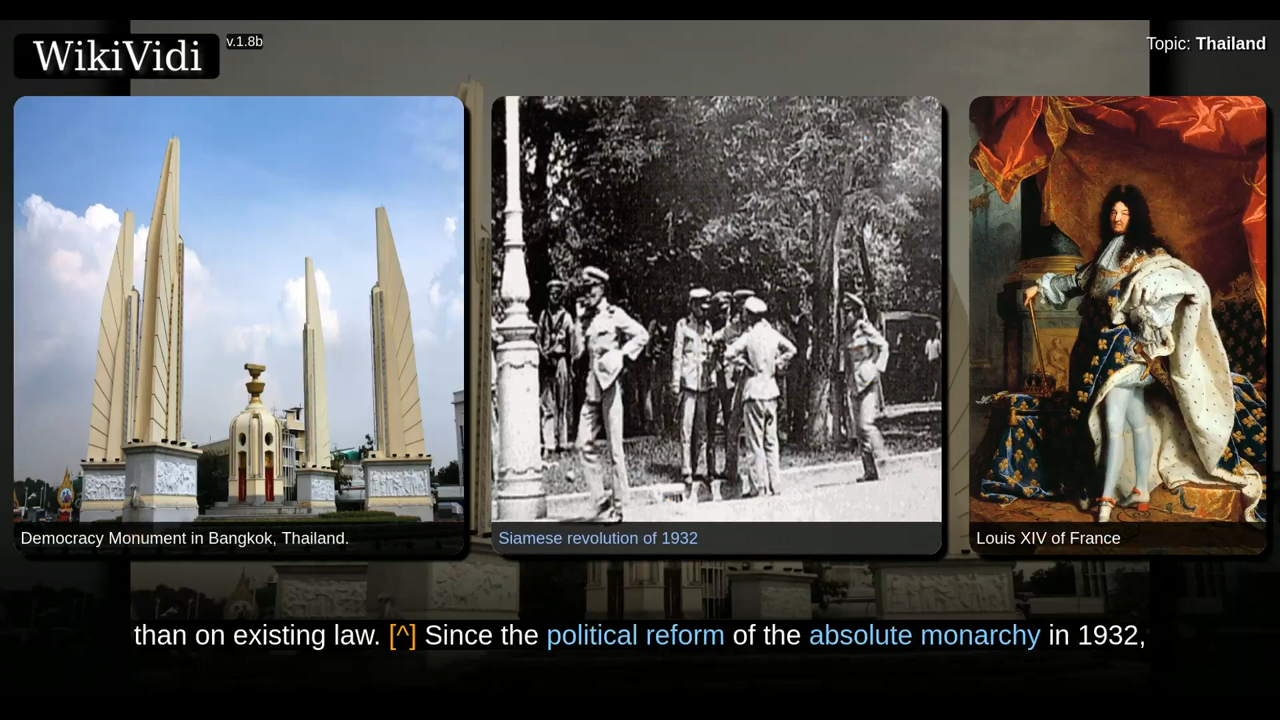 WikiVidi v.1.8b
Topic: Thailand
Democracy Monument in Bangkok, Thailand.
Siamese revolution of 1932
Louis XIV of France
than on existing law. [^] Since the political reform of the absolute monarchy in 1932,